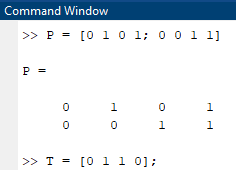 Command Window
>> P = [0 1 0 1; 0 0 1 1]
P =
0 1 0 1
0 0 1 1
>> T = [0 1 1 0];